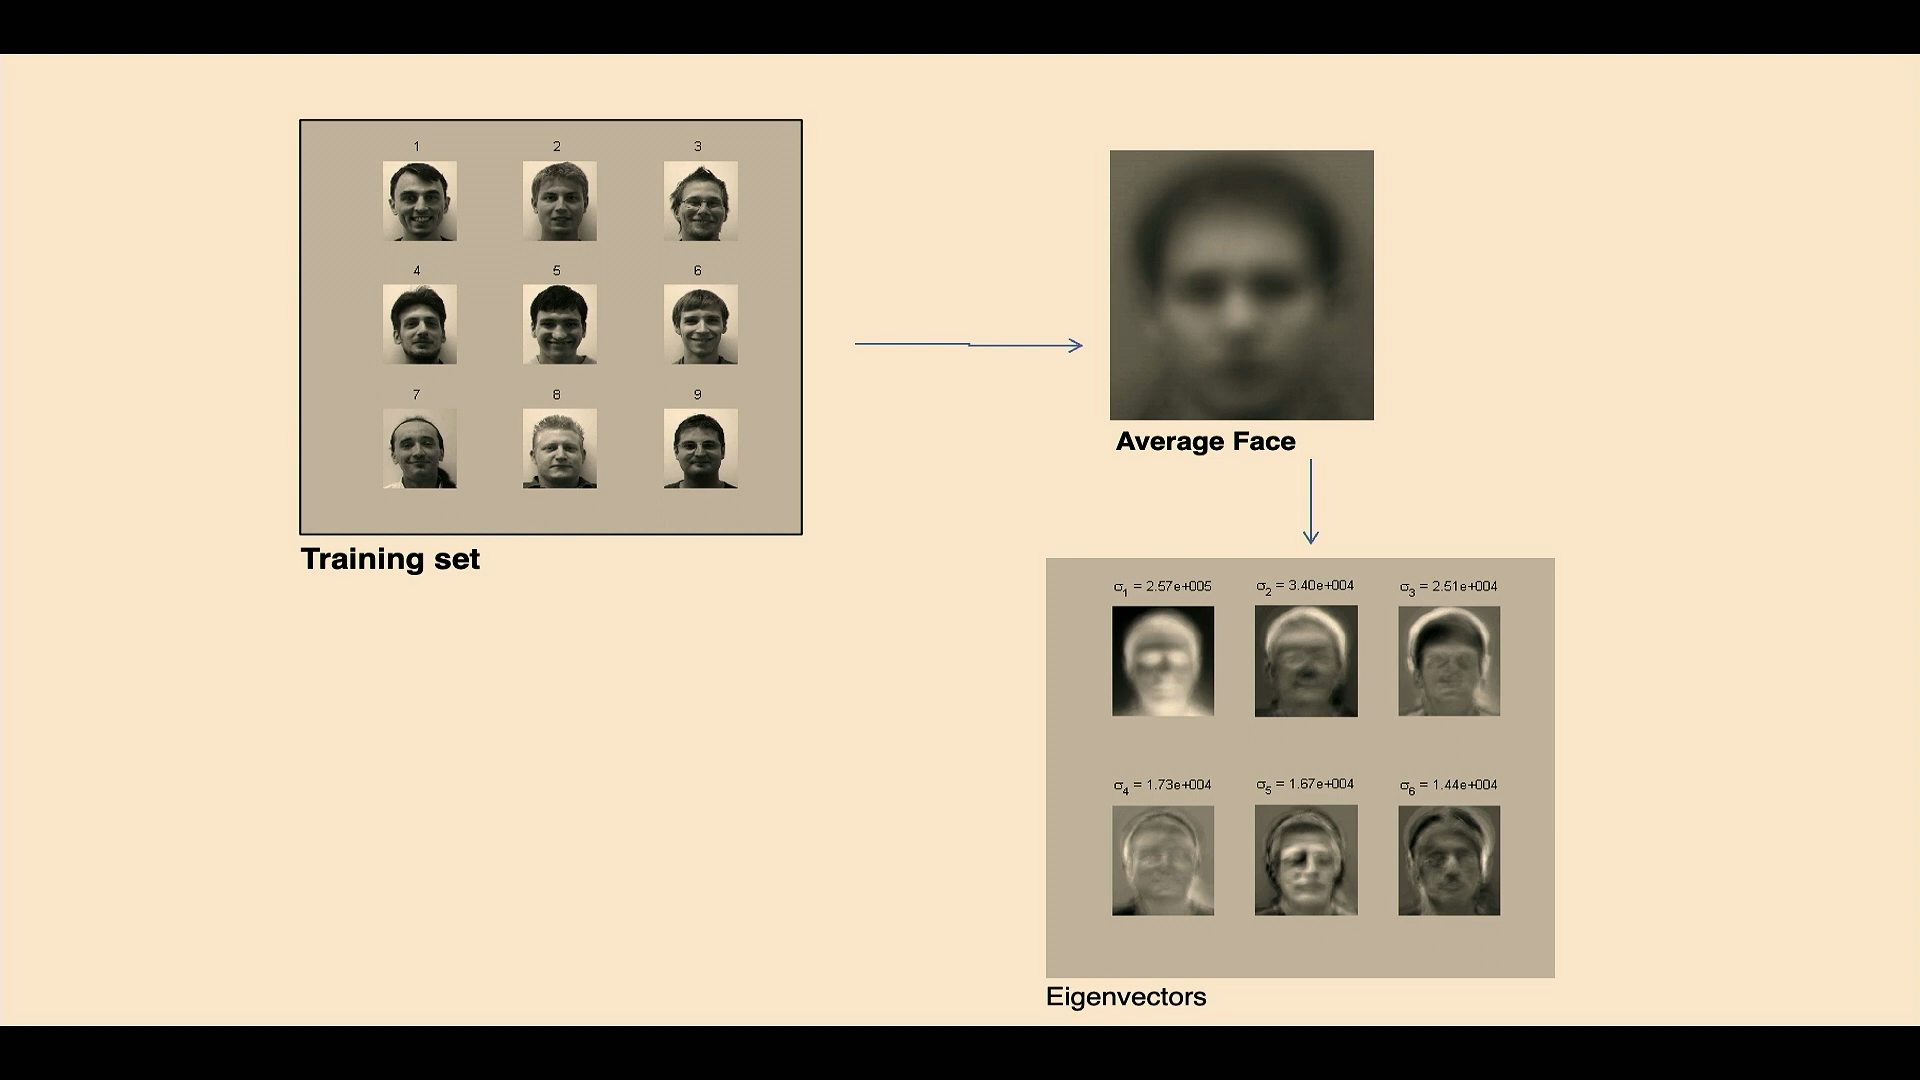 1 2 3
4 5 6
7 8 9
Training set
Average Face
σ1 = 2.57e+005 σ2 = 3.40e+004 σ3 = 2.51e+004
σ4 = 1.73e+004 σ5 = 1.67e+004 σ6 = 1.44e+004
Eigenvectors